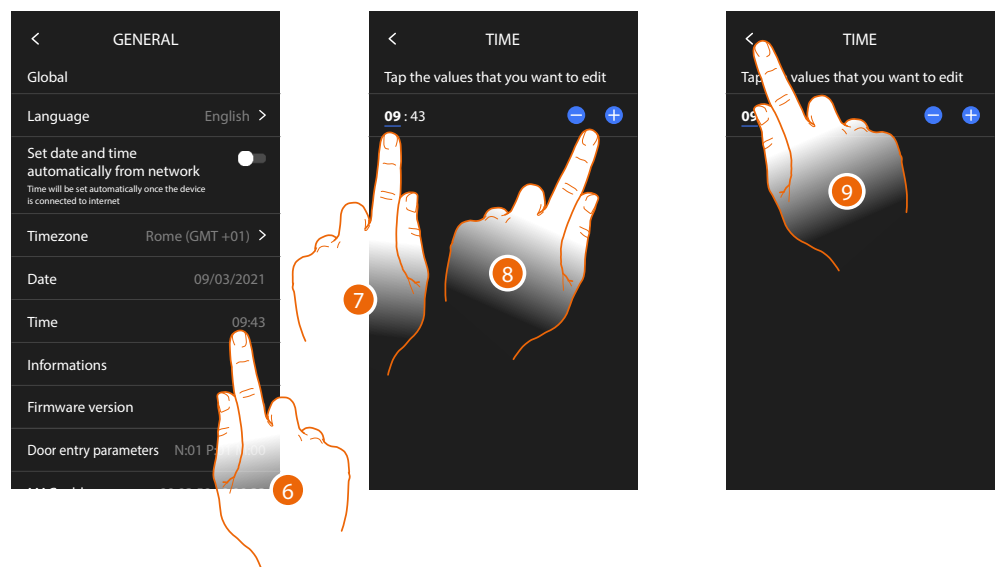 GENERAL
Global
Language English
Set date and time
automatically from network
Time will be set automatically once the device
is connected to internet
Timezone Rome (GMT +01)
Date 09/03/2021
Time 09:43
Informations
Firmware version
Door entry parameters N:01 P:
6
TIME
Tap the values that you want to edit
09 : 43
7
8
TIME
Tap values that you want to edit
09
9